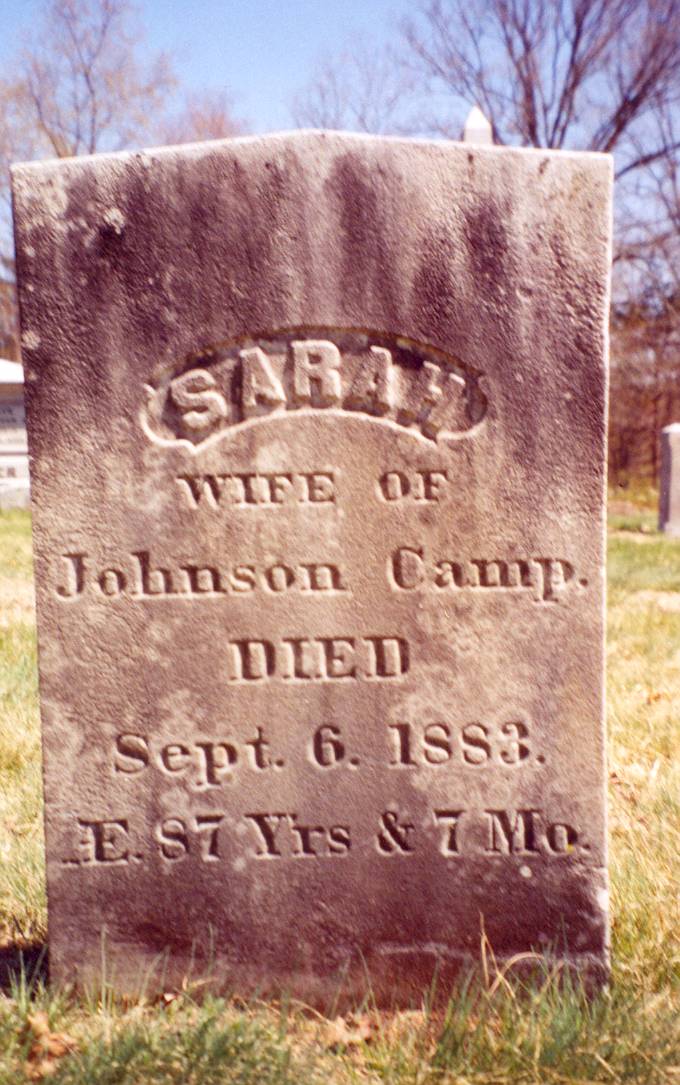 SARAH
WIFE OF
Johnson Camp.
DIED
Sept. 6. 1883.
Æ. 87 Yrs & 7 Mo.